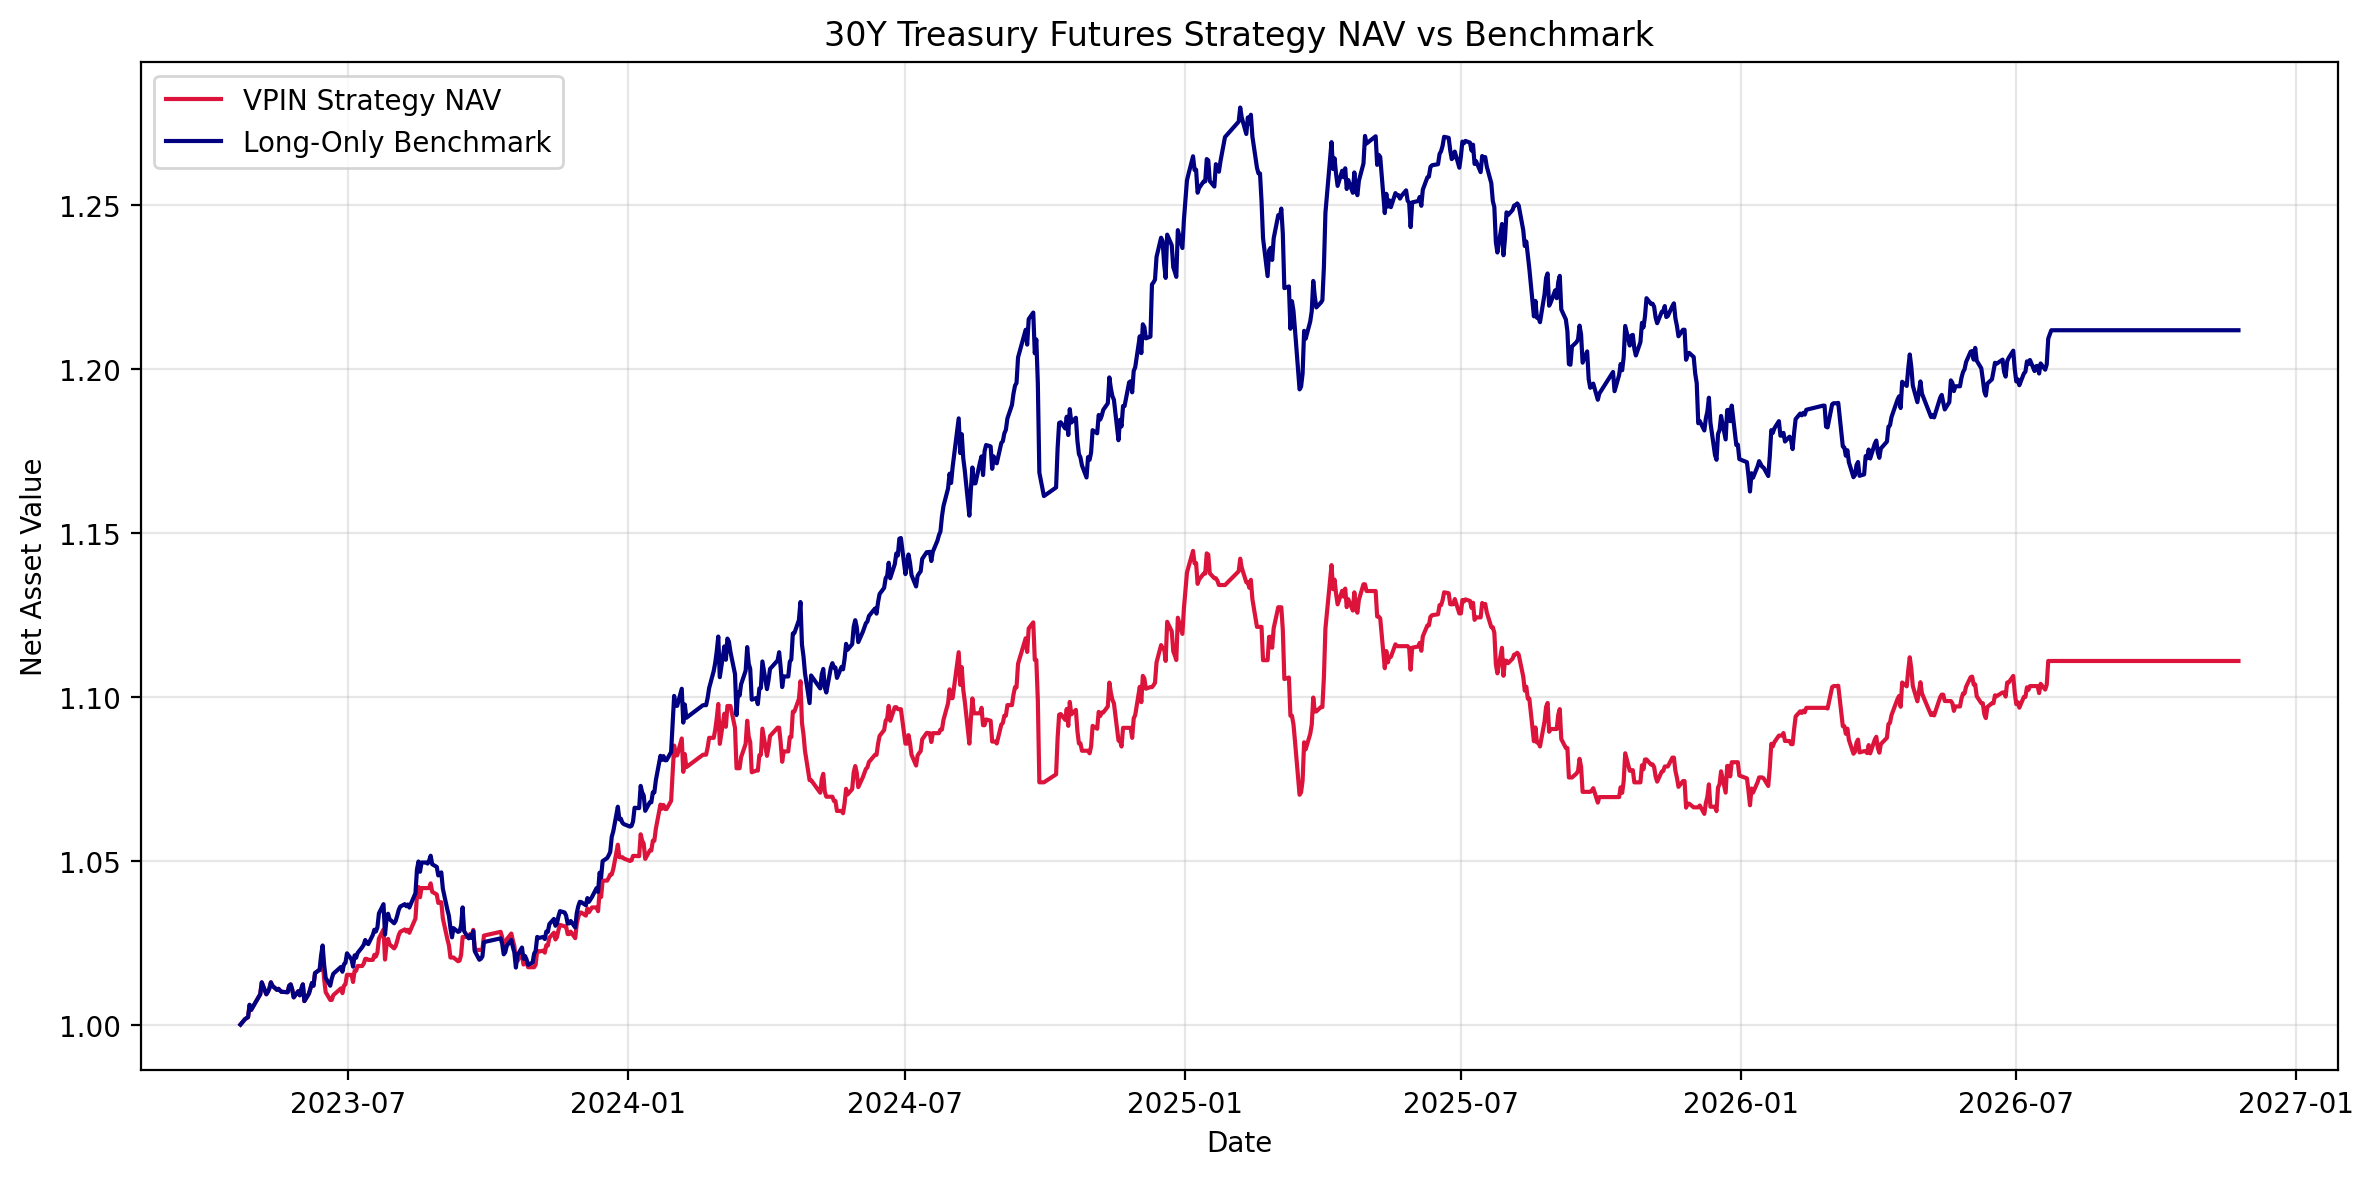 30Y Treasury Futures Strategy NAV vs Benchmark
VPIN Strategy NAV
Long-Only Benchmark
Net Asset Value
1.25
1.20
1.15
1.10
1.05
1.00
2023-07 2024-01 2024-07 2025-01 2025-07 2026-01 2026-07 2027-01
Date